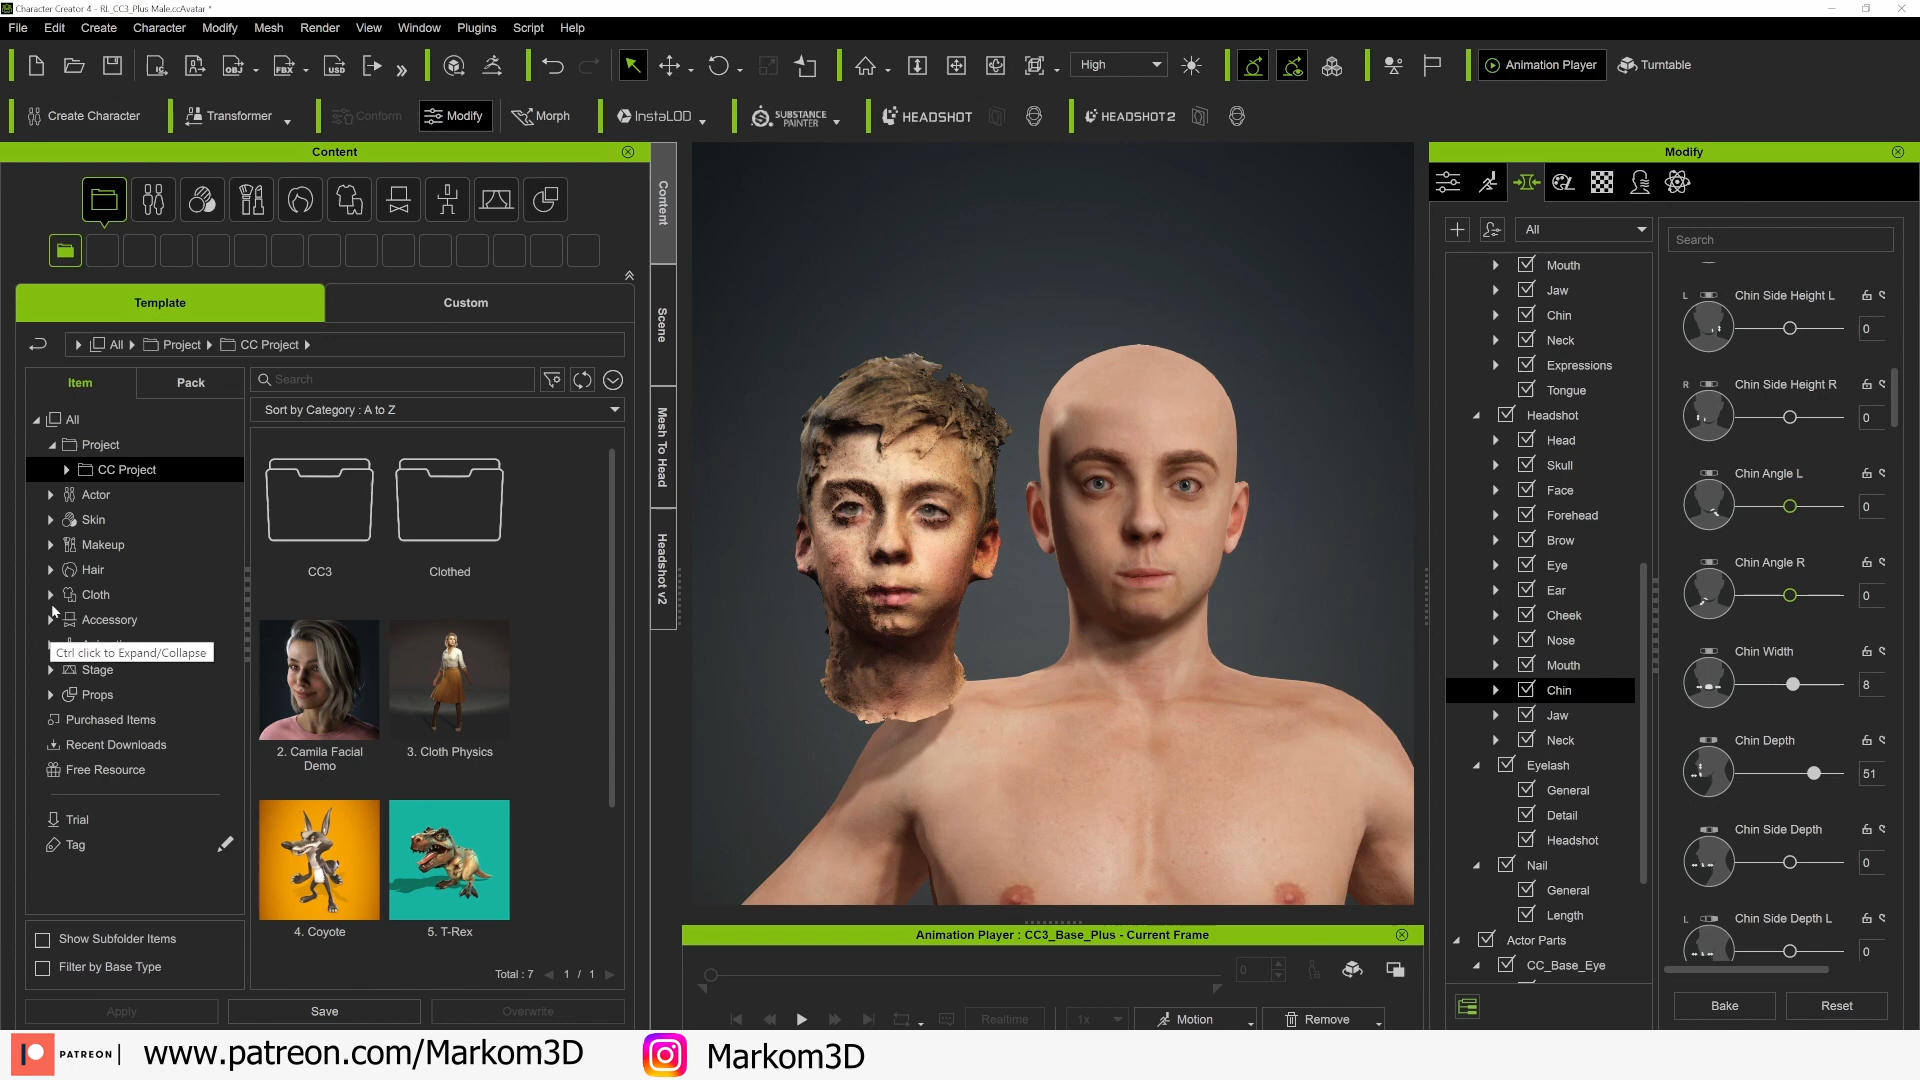 Character Creator 4 - RL_CC3_Plus Male.ccAvatar *
File Edit Create Character Modify Mesh Render View Window Plugins Script Help
OBJ FBX USD High Animation Player Turntable
Create Character Transformer Conform Modify Morph InstaLOD SUBSTANCE PAINTER HEADSHOT HEADSHOT2
Content
Template Custom
All Project CC Project
Item Pack
Search
Sort by Category : A to Z
All
Project
CC Project
Actor
Skin
Makeup
Hair
Cloth
Accessory
Ctrl click to Expand/Collapse
Stage
Props
Purchased Items
Recent Downloads
Free Resource
Trial
Tag
Show Subfolder Items
Filter by Base Type
CC3 Clothed
2. Camila Facial
Demo
3. Cloth Physics
4. Coyote 5. T-Rex
Total : 7 1 / 1
Apply Save Overwrite
Content
Scene
Mesh To Head
Headshot v2
Animation Player : CC3_Base_Plus - Current Frame
0
Realtime 1x Motion Remove
Modify
All
Search
Mouth
Jaw
Chin
Neck
Expressions
Tongue
Headshot
Head
Skull
Face
Forehead
Brow
Eye
Ear
Cheek
Nose
Mouth
Chin
Jaw
Neck
Eyelash
General
Detail
Headshot
Nail
General
Length
Actor Parts
CC_Base_Eye
L Chin Side Height L
0
R Chin Side Height R
0
Chin Angle L
0
Chin Angle R
0
Chin Width
8
Chin Depth
51
Chin Side Depth
0
L Chin Side Depth L
0
Bake Reset
PATREON | www.patreon.com/Markom3D Markom3D